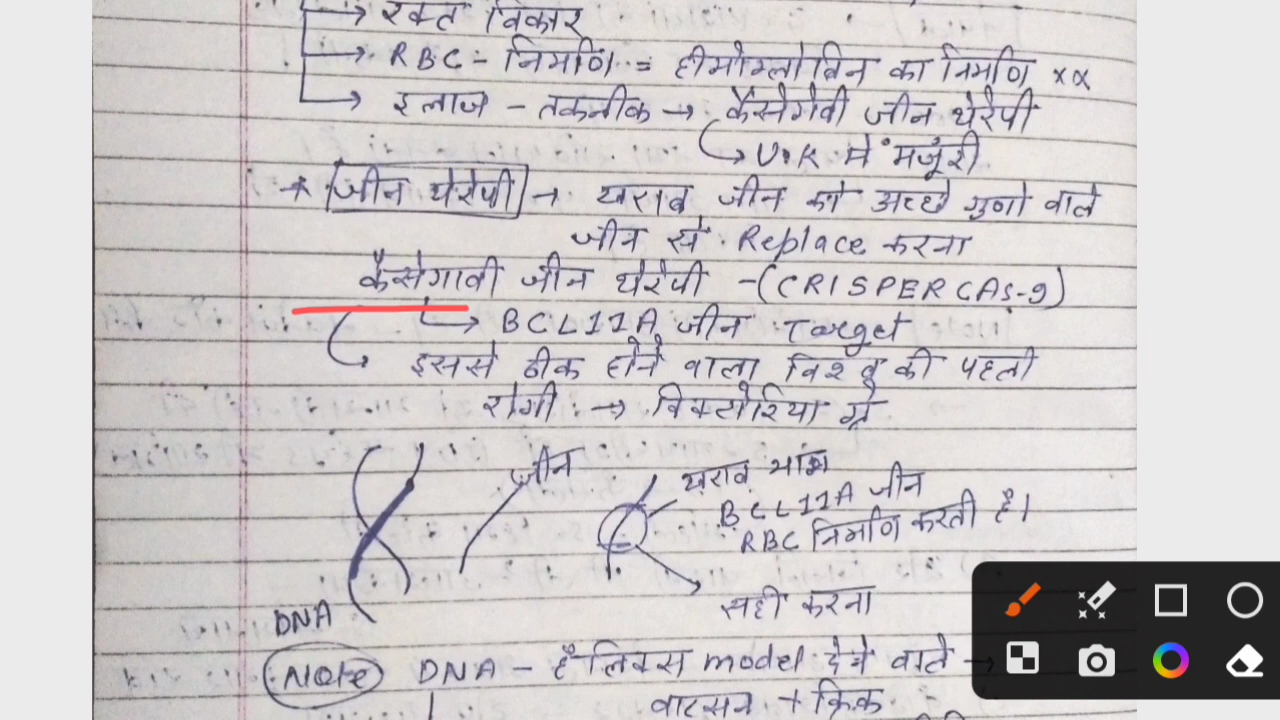 रक्त विकार
RBC - निर्माण = हीमोग्लोबिन का निर्माण xx
इलाज - तकनीक → कैसेगेवी जीन थेरेपी
U.K में मंजूरी
जीन थेरेपी → खराब जीन को अच्छे गुणो वाले
जीन से Replace करना
कैसेगावी जीन थेरेपी -(CRISPER CAS-9)
BCL11A जीन Target
इससे ठीक होने वाला विश्व की पहली
रोगी → विक्टोरिया ग्रे
जीन
खराब भाग
BCL11A जीन
RBC निर्माण करती है।
सही करना
DNA
Note DNA - हैलिक्स model देने वाले →
वाटसन + क्रिक